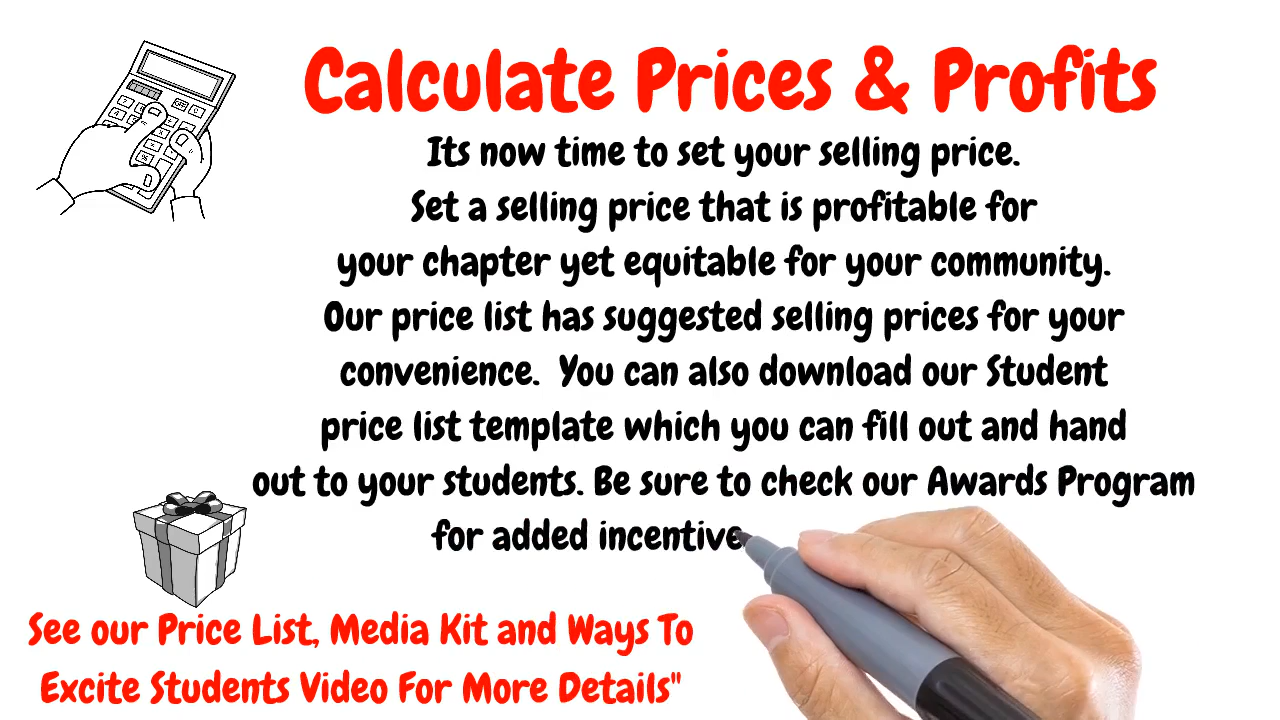 Calculate Prices & Profits
Its now time to set your selling price.
Set a selling price that is profitable for
your chapter yet equitable for your community.
Our price list has suggested selling prices for your
convenience.  You can also download our Student
price list template which you can fill out and hand
out to your students. Be sure to check our Awards Program
for added incentive
See our Price List, Media Kit and Ways To
Excite Students Video For More Details"